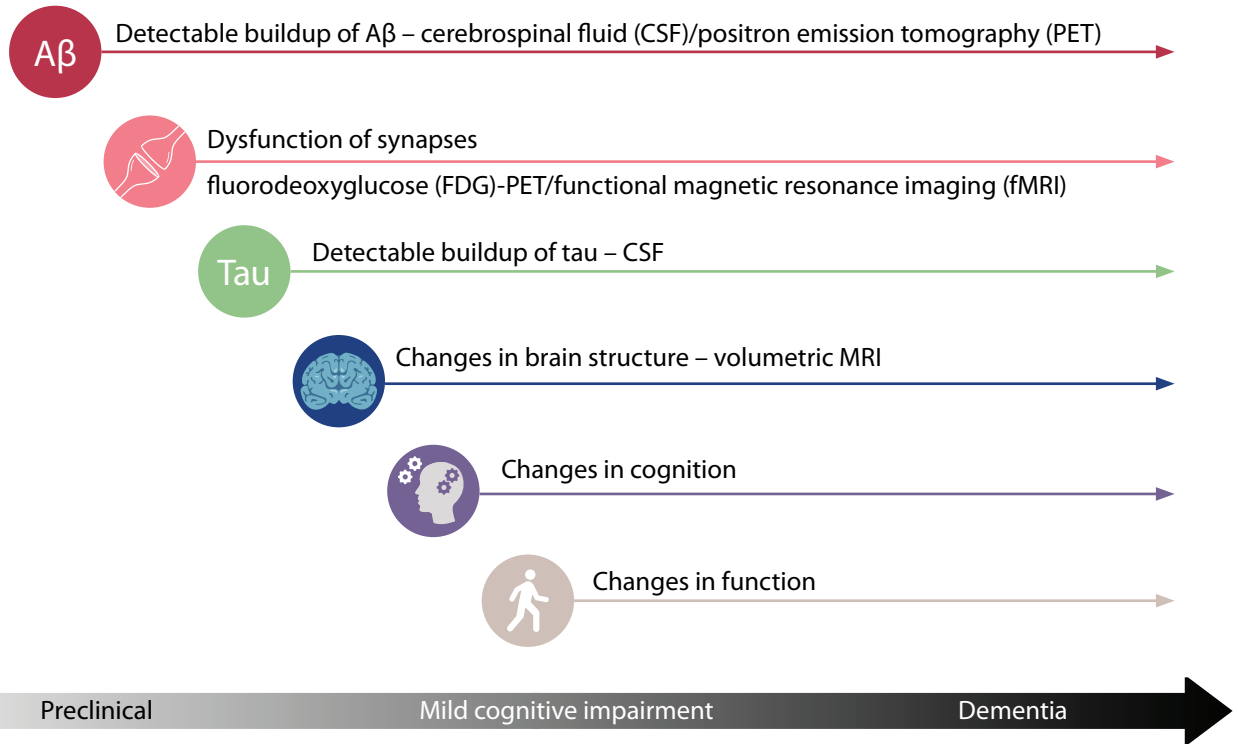 Aβ
Detectable buildup of Aβ – cerebrospinal fluid (CSF)/positron emission tomography (PET)
Dysfunction of synapses
fluorodeoxyglucose (FDG)-PET/functional magnetic resonance imaging (fMRI)
Tau
Detectable buildup of tau – CSF
Changes in brain structure – volumetric MRI
Changes in cognition
Changes in function
Preclinical
Mild cognitive impairment
Dementia